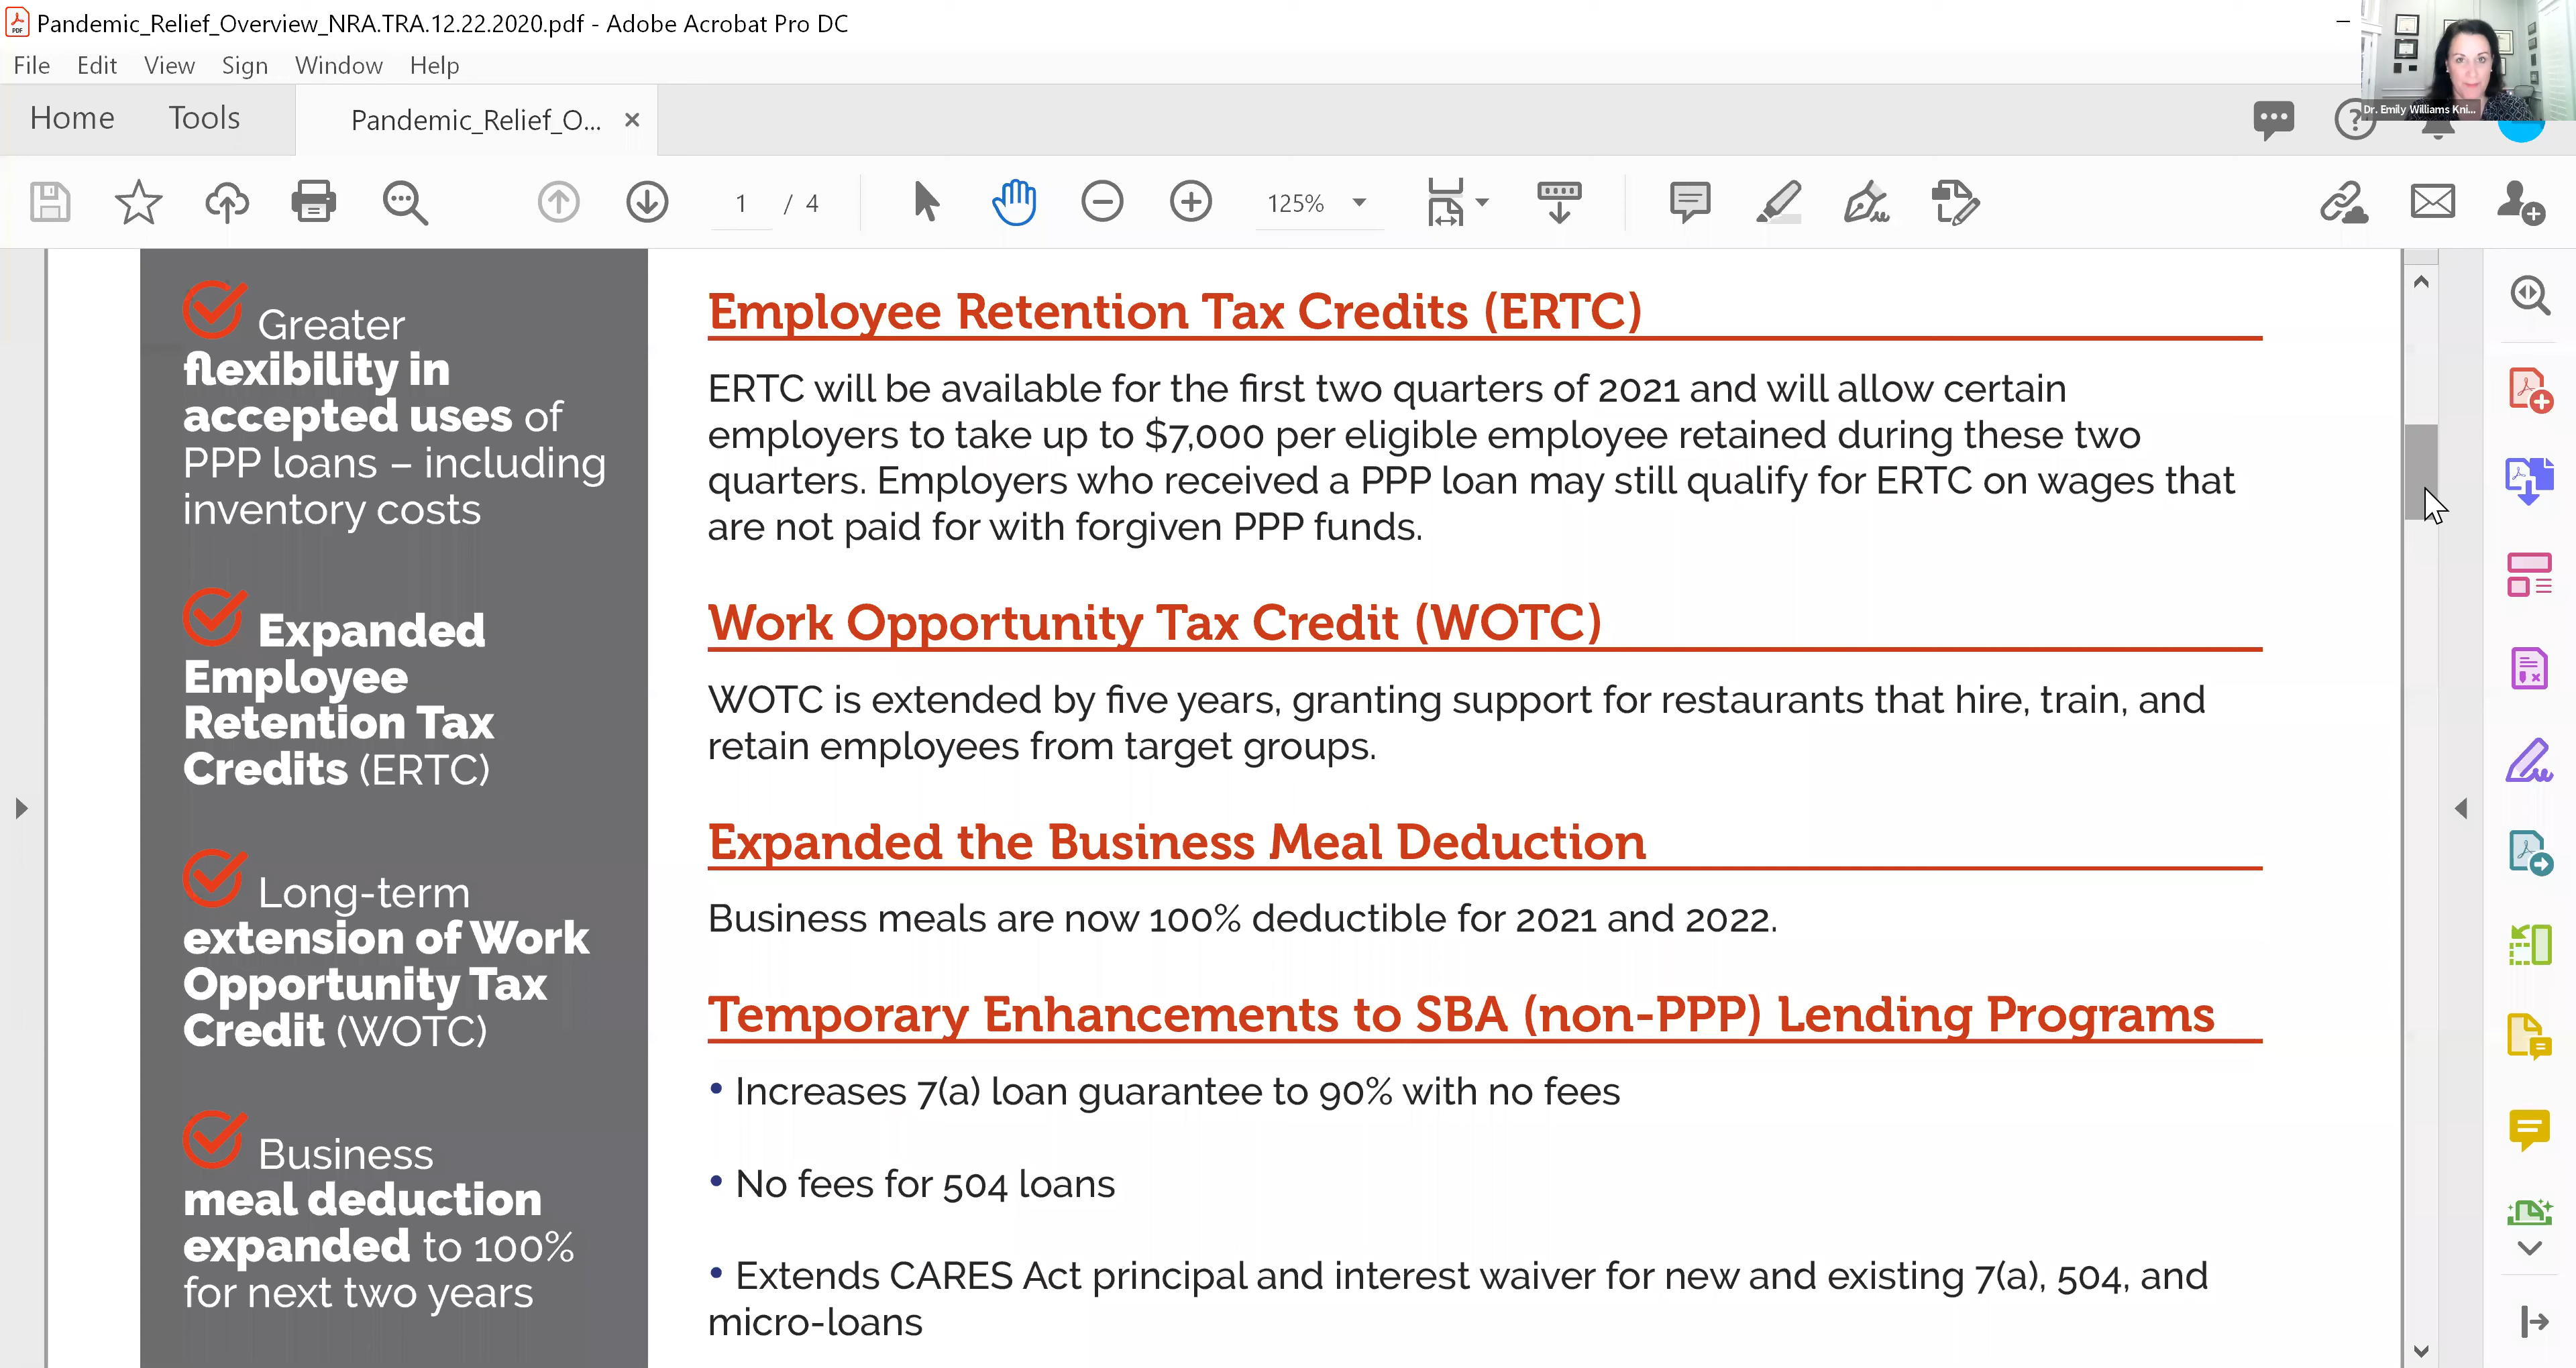 Pandemic_Relief_Overview_NRA.TRA.12.22.2020.pdf - Adobe Acrobat Pro DC
File Edit View Sign Window Help
Home Tools Pandemic_Relief_O... ×
1 / 4 125%
Dr. Emily Williams Kni...
Greater
flexibility in
accepted uses of
PPP loans – including
inventory costs
Expanded
Employee
Retention Tax
Credits (ERTC)
Long-term
extension of Work
Opportunity Tax
Credit (WOTC)
Business
meal deduction
expanded to 100%
for next two years
Employee Retention Tax Credits (ERTC)
ERTC will be available for the first two quarters of 2021 and will allow certain
employers to take up to $7,000 per eligible employee retained during these two
quarters. Employers who received a PPP loan may still qualify for ERTC on wages that
are not paid for with forgiven PPP funds.
Work Opportunity Tax Credit (WOTC)
WOTC is extended by five years, granting support for restaurants that hire, train, and
retain employees from target groups.
Expanded the Business Meal Deduction
Business meals are now 100% deductible for 2021 and 2022.
Temporary Enhancements to SBA (non-PPP) Lending Programs
• Increases 7(a) loan guarantee to 90% with no fees
• No fees for 504 loans
• Extends CARES Act principal and interest waiver for new and existing 7(a), 504, and
micro-loans